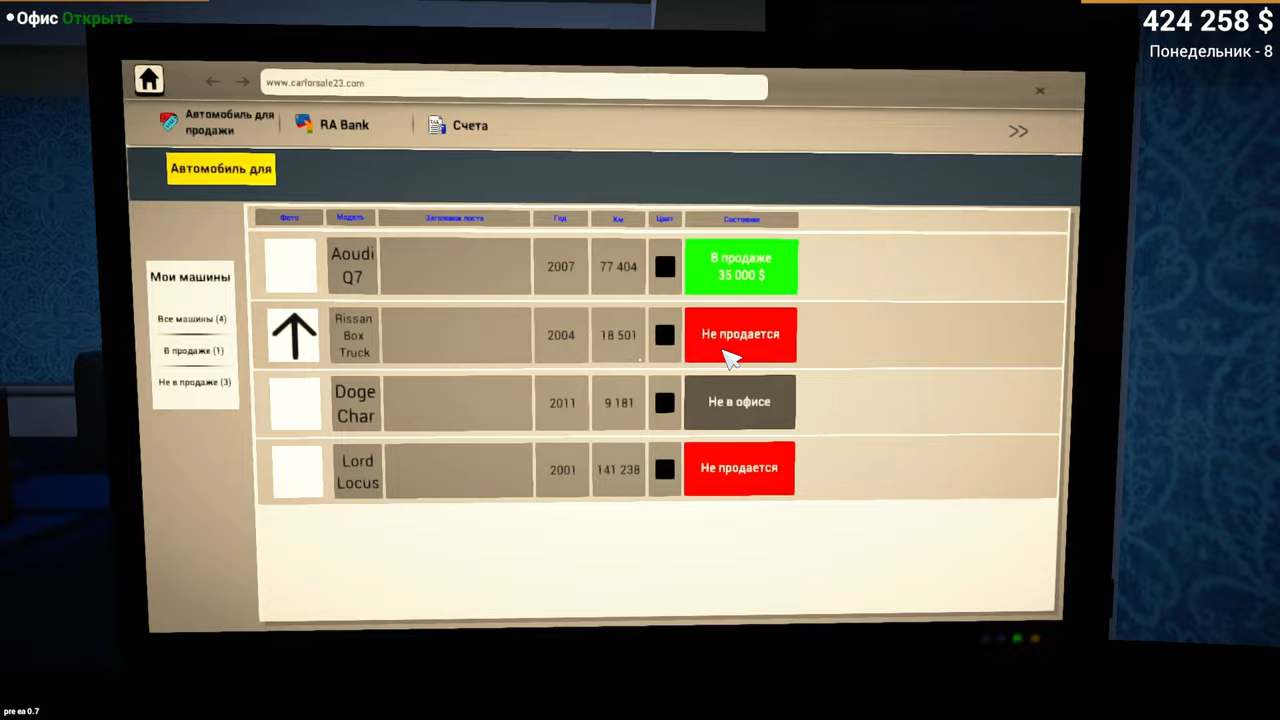 •Офис Открыть
424 258 $
Понедельник - 8
www.carforsale23.com
Автомобиль для
продажи
RA Bank
Счета
>>
Автомобиль для
Фото Модель Заголовок поста Год Км Цвет Состояние
Мои машины
Все машины (4)
В продаже (1)
Не в продаже (3)
Aoudi
Q7
2007
77 404
В продаже
35 000 $
Rissan
Box
Truck
2004
18 501
Не продается
Doge
Char
2011
9 181
Не в офисе
Lord
Locus
2001
141 238
Не продается
pre ea 0.7